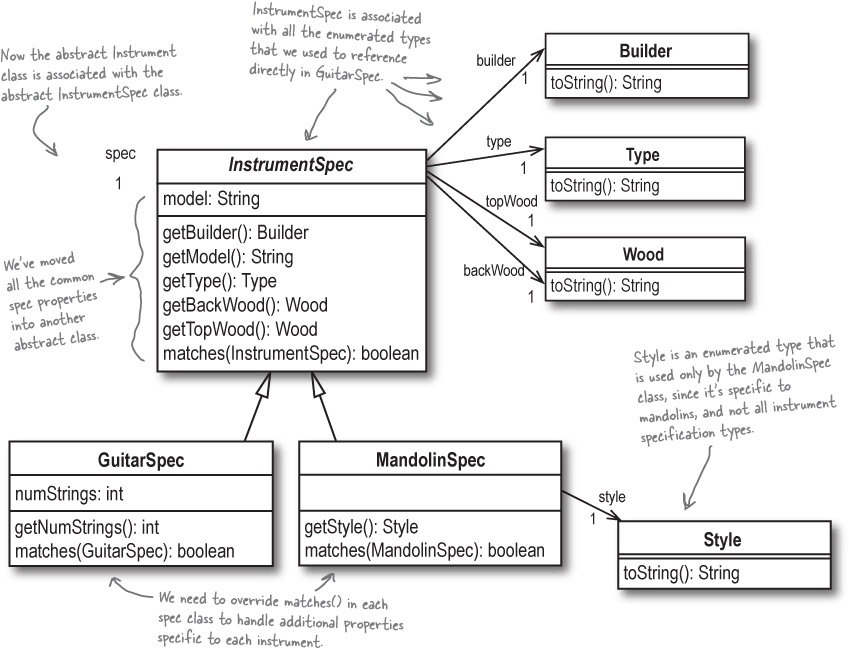 InstrumentSpec is associated
with all the enumerated types
that we used to reference
directly in GuitarSpec.
Now the abstract Instrument
class is associated with the
abstract InstrumentSpec class.
spec
1
InstrumentSpec
model: String
getBuilder(): Builder
getModel(): String
getType(): Type
getBackWood(): Wood
getTopWood(): Wood
matches(InstrumentSpec): boolean
We've moved
all the common
spec properties
into another
abstract class.
builder
1
Builder
toString(): String
type
1
Type
toString(): String
topWood
1
backWood
1
Wood
toString(): String
Style is an enumerated type that
is used only by the MandolinSpec
class, since it's specific to
mandolins, and not all instrument
specification types.
GuitarSpec
numStrings: int
getNumStrings(): int
matches(GuitarSpec): boolean
MandolinSpec
getStyle(): Style
matches(MandolinSpec): boolean
style
1
Style
toString(): String
We need to override matches() in each
spec class to handle additional properties
specific to each instrument.